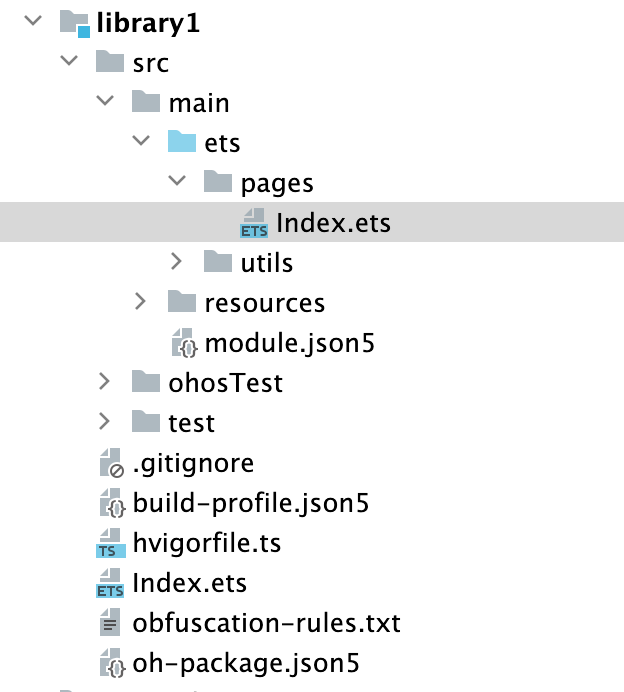 library1
src
main
ets
pages
ETS Index.ets
utils
resources
{} module.json5
ohosTest
test
.gitignore
{} build-profile.json5
TS hvigorfile.ts
ETS Index.ets
obfuscation-rules.txt
{} oh-package.json5